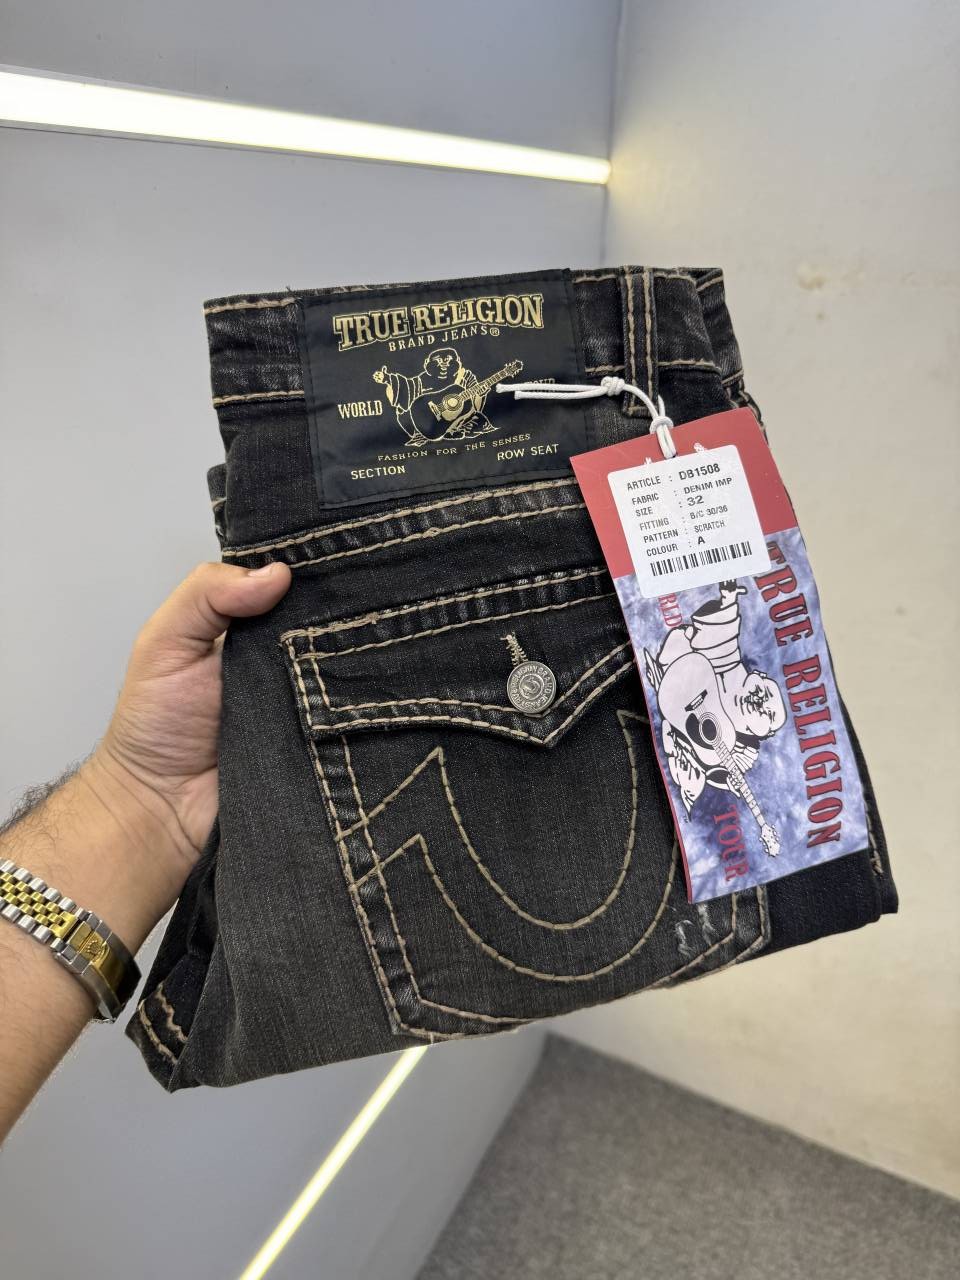 TRUE RELIGION
BRAND JEANS®
WORLD
FASHION FOR THE SENSES
SECTION
ROW SEAT
ARTICLE : DB1508
FABRIC : DENIM IMP
SIZE : 32
FITTING : B/C 30/36
PATTERN : SCRATCH
COLOUR : A
TRUE RELIGION
TOUR